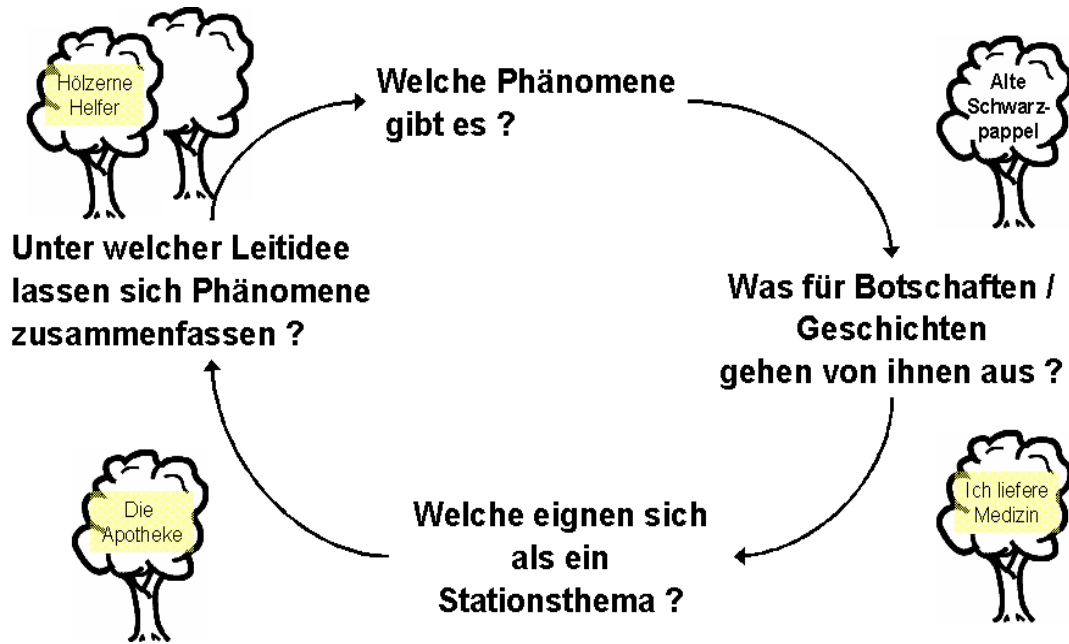 Hölzerne
Helfer
Welche Phänomene
gibt es ?
Alte
Schwarz-
pappel
Unter welcher Leitidee
lassen sich Phänomene
zusammenfassen ?
Was für Botschaften /
Geschichten
gehen von ihnen aus ?
Die
Apotheke
Welche eignen sich
als ein
Stationsthema ?
Ich liefere
Medizin